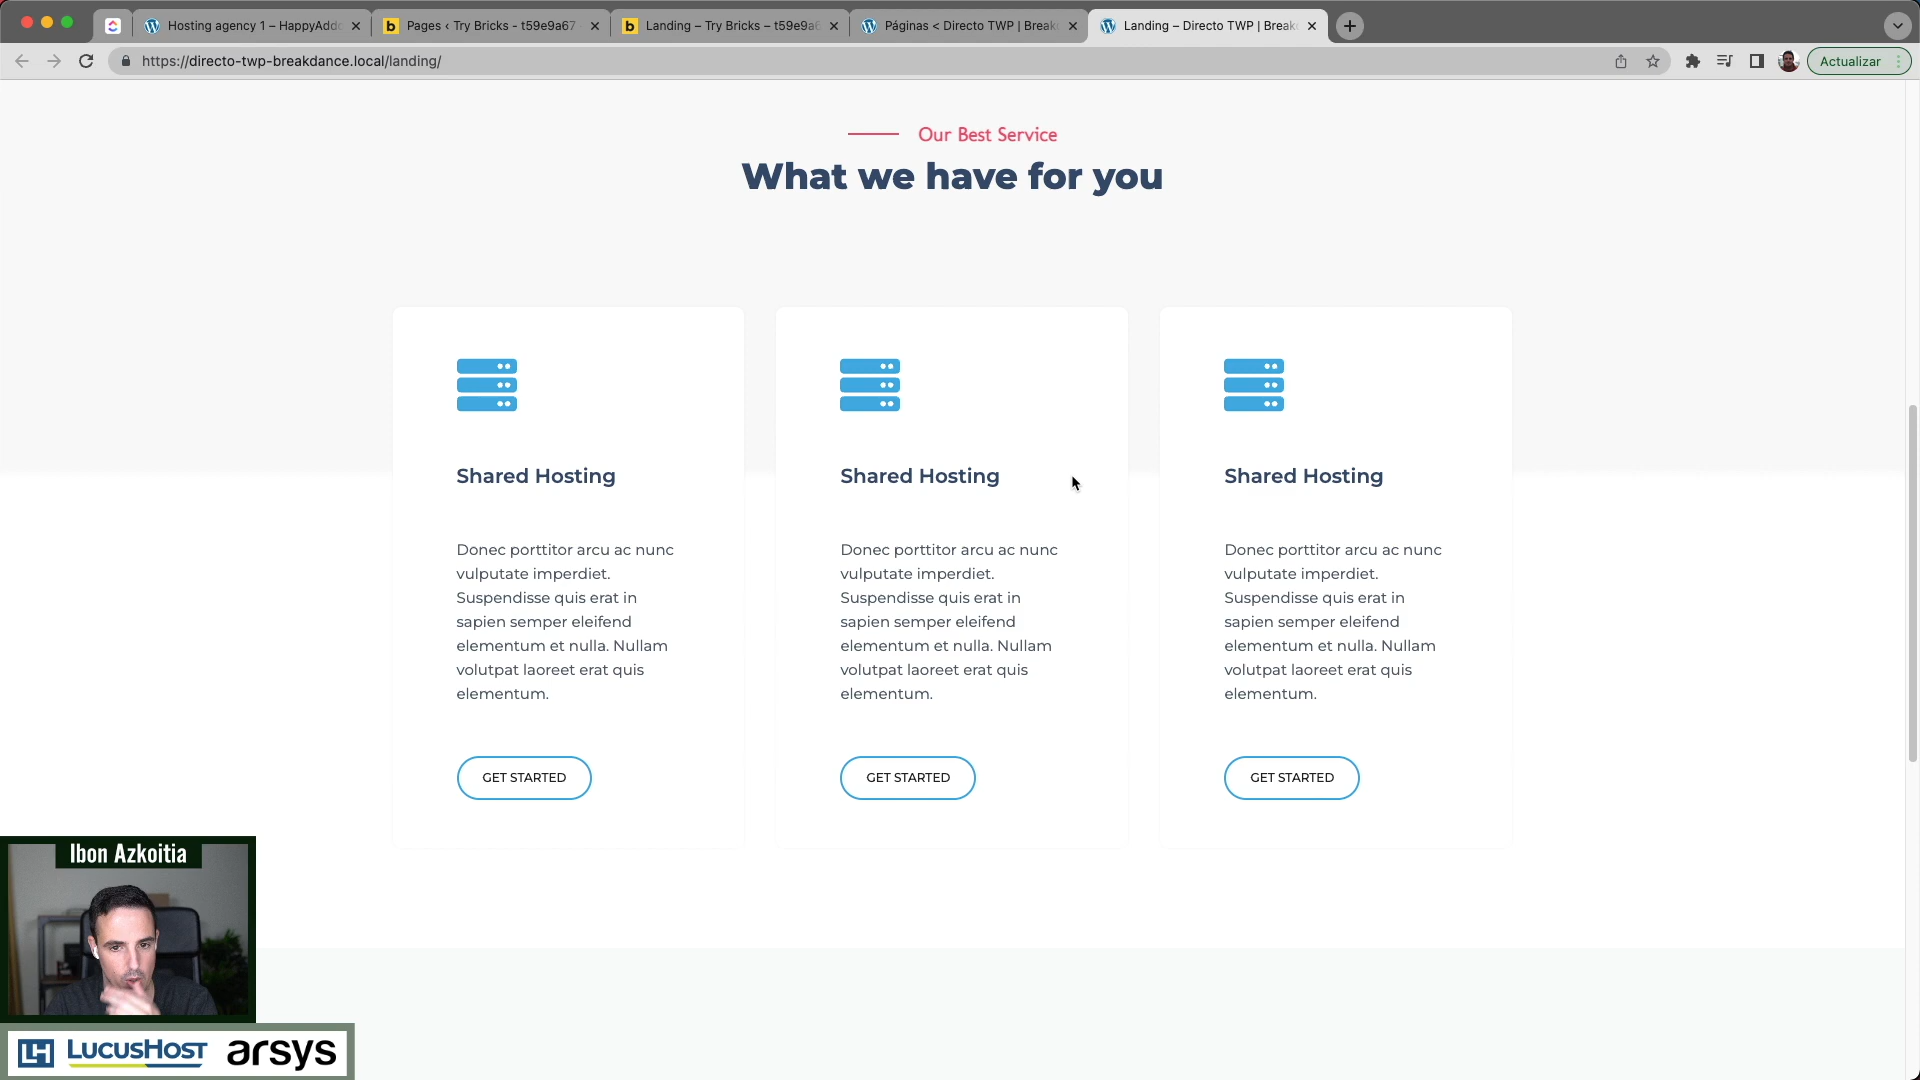 Hosting agency 1 – HappyAddo
Pages ‹ Try Bricks - t59e9a67
Landing – Try Bricks – t59e9a6
Páginas < Directo TWP | Breakd
Landing – Directo TWP | Breakd
https://directo-twp-breakdance.local/landing/
Actualizar
Our Best Service
What we have for you
Shared Hosting
Donec porttitor arcu ac nunc
vulputate imperdiet.
Suspendisse quis erat in
sapien semper eleifend
elementum et nulla. Nullam
volutpat laoreet erat quis
elementum.
GET STARTED
Shared Hosting
Donec porttitor arcu ac nunc
vulputate imperdiet.
Suspendisse quis erat in
sapien semper eleifend
elementum et nulla. Nullam
volutpat laoreet erat quis
elementum.
GET STARTED
Shared Hosting
Donec porttitor arcu ac nunc
vulputate imperdiet.
Suspendisse quis erat in
sapien semper eleifend
elementum et nulla. Nullam
volutpat laoreet erat quis
elementum.
GET STARTED
Ibon Azkoitia
LH LUCUSHOST arsys